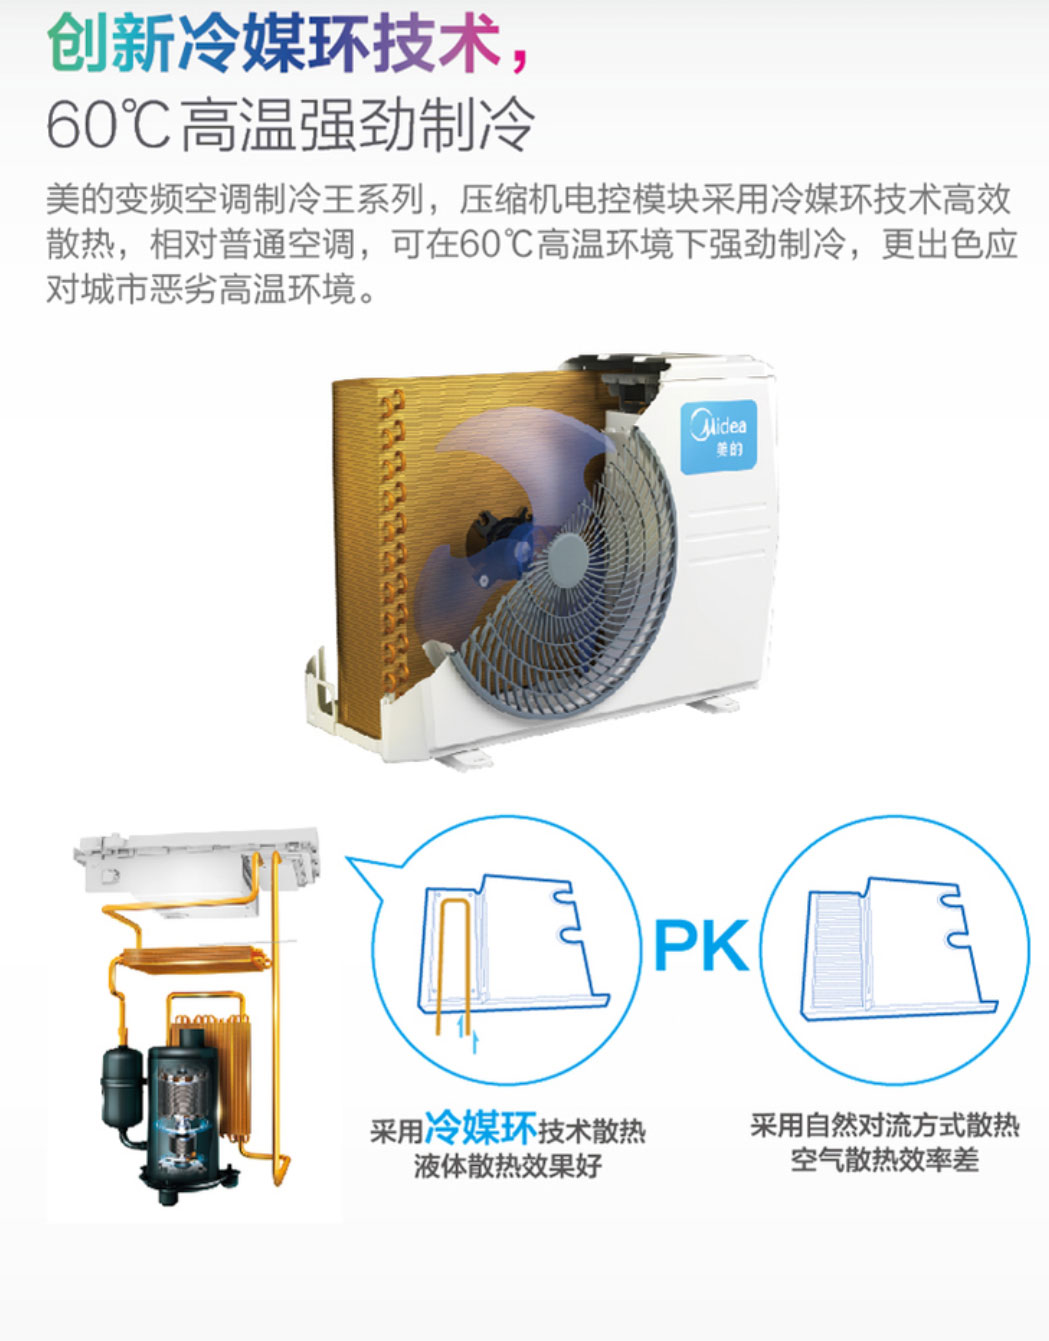 创新冷媒环技术，
60℃高温强劲制冷
美的变频空调制冷王系列，压缩机电控模块采用冷媒环技术高效
散热，相对普通空调，可在60℃高温环境下强劲制冷，更出色应
对城市恶劣高温环境。
Midea
美的
PK
采用冷媒环技术散热
液体散热效果好
采用自然对流方式散热
空气散热效率差